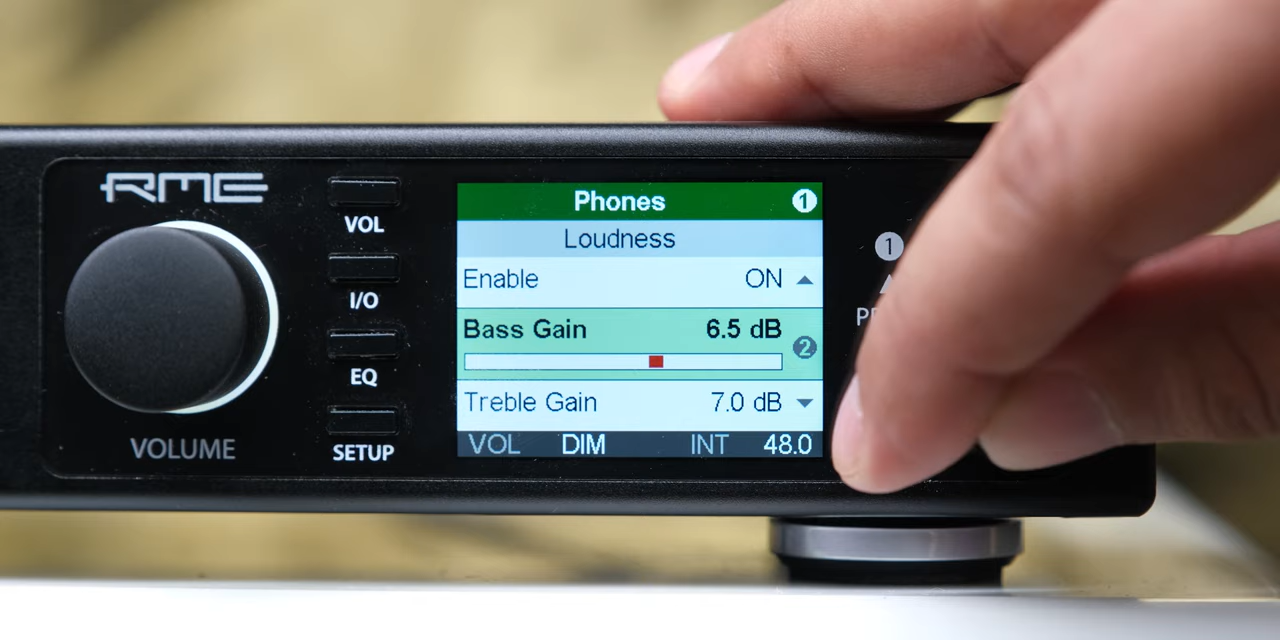 RME
VOLUME
VOL
I/O
EQ
SETUP
Phones 1
Loudness
Enable ON
Bass Gain 6.5 dB
2
Treble Gain 7.0 dB
VOL DIM INT 48.0
1